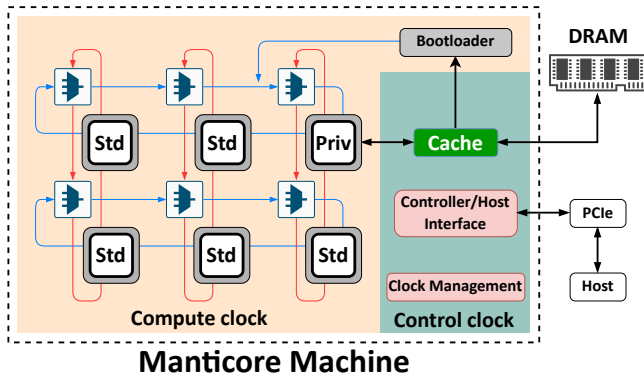 Bootloader
DRAM
Std
Std
Priv
Cache
Controller/Host
Interface
PCIe
Std
Std
Std
Clock Management
Host
Compute clock
Control clock
Manticore Machine